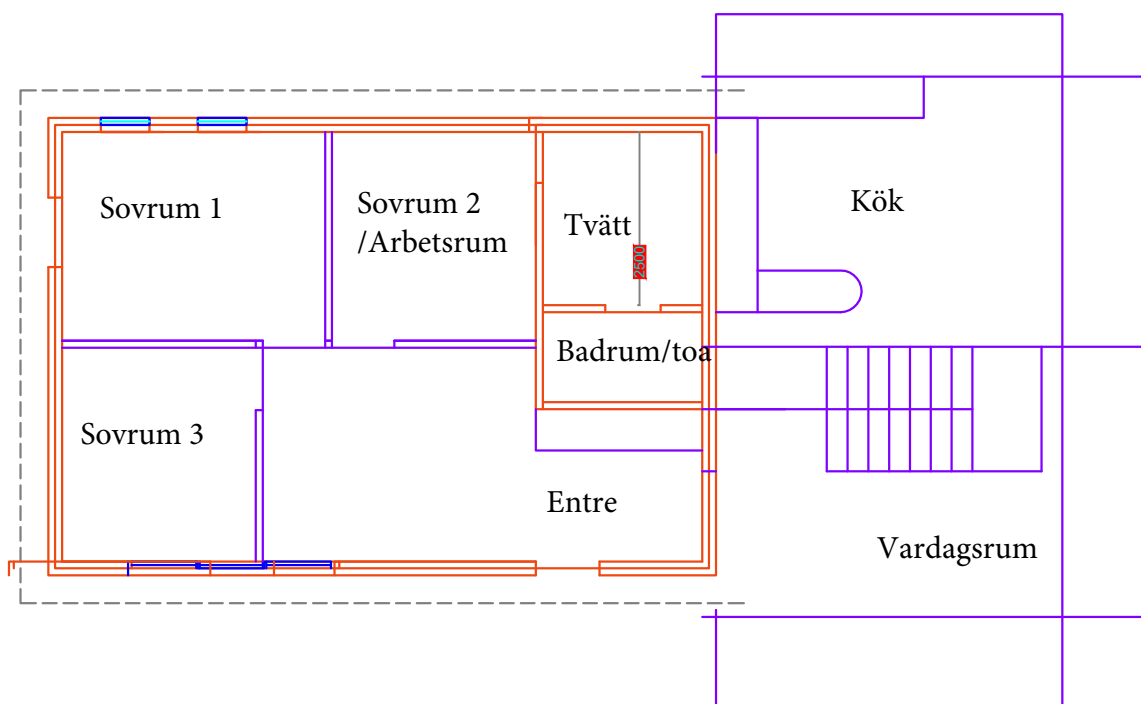 Sovrum 1
Sovrum 2
/Arbetsrum
Tvätt
2500
Kök
Badrum/toa
Sovrum 3
Entre
Vardagsrum